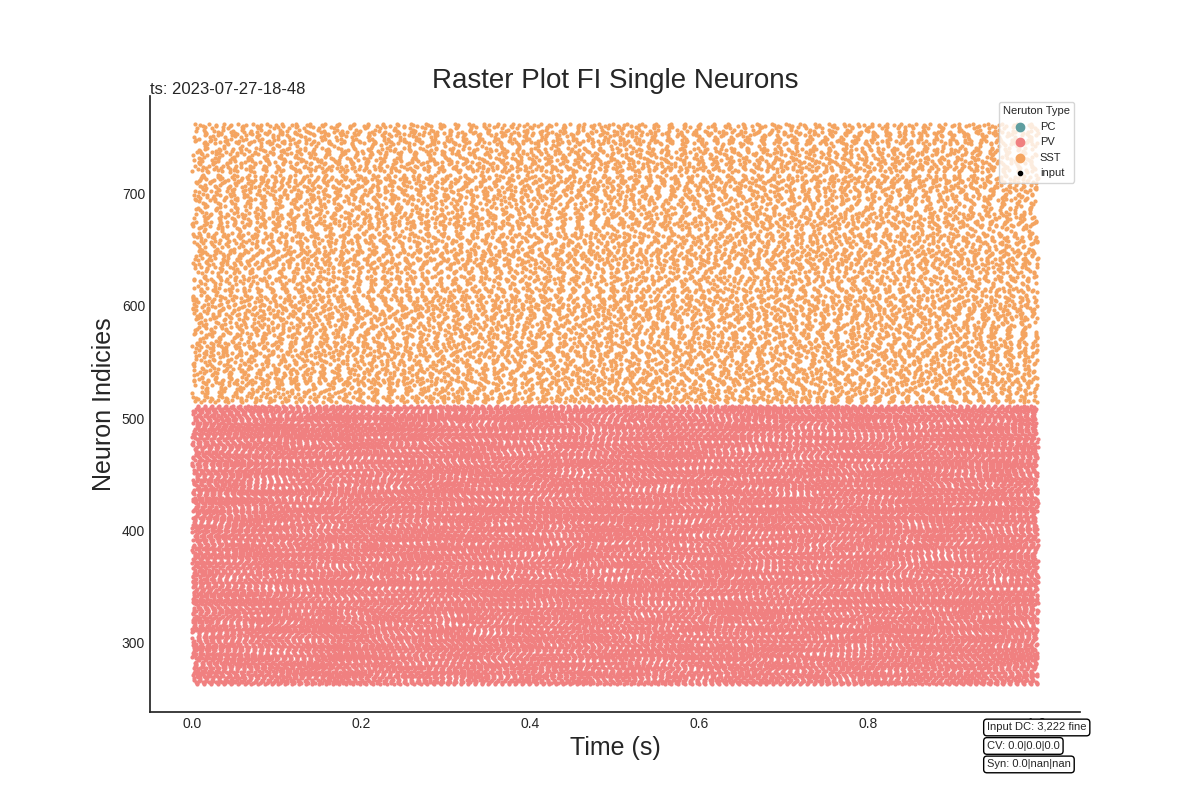 Raster Plot FI Single Neurons
ts: 2023-07-27-18-48
Neruton Type
PC
PV
SST
input
700
600
500
400
300
Neuron Indicies
0.0 0.2 0.4 0.6 0.8
Time (s)
Input DC: 3,222 fine
CV: 0.0|0.0|0.0
Syn: 0.0|nan|nan